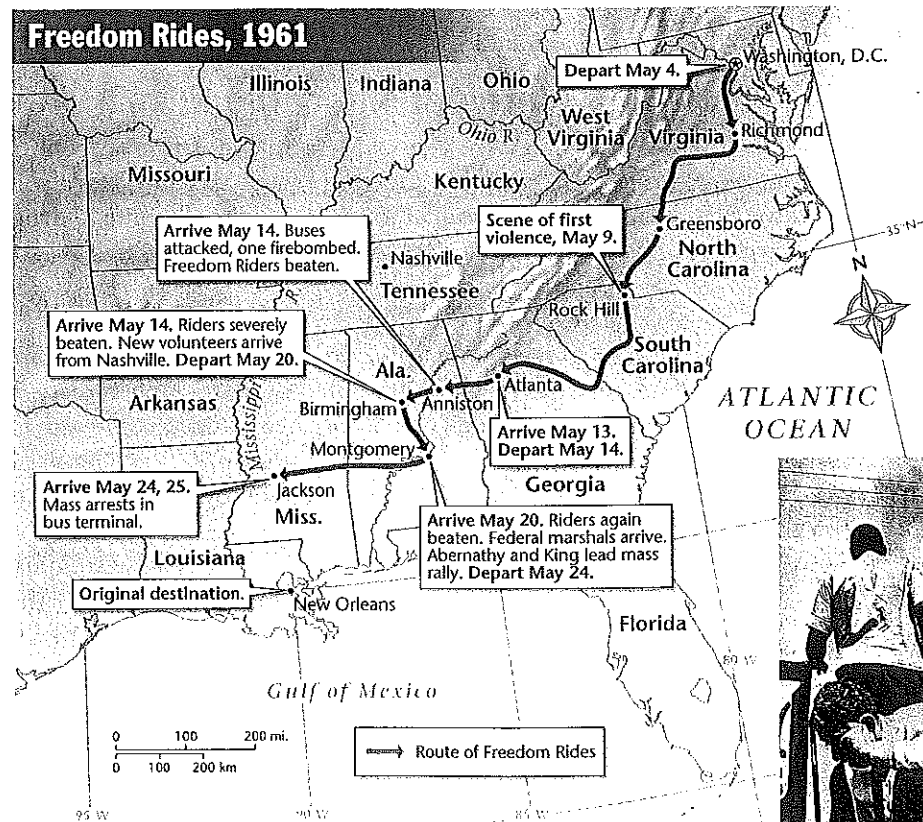 Freedom Rides, 1961
Depart May 4.
Washington, D.C.
Illinois
Indiana
Ohio
West
Virginia
Ohio R.
Virginia
Richmond
Missouri
Kentucky
Arrive May 14. Buses
attacked, one firebombed.
Freedom Riders beaten.
Scene of first
violence, May 9.
Greensboro
North
Carolina
35°N
N
Nashville
Tennessee
Rock Hill
Arrive May 14. Riders severely
beaten. New volunteers arrive
from Nashville. Depart May 20.
South
Carolina
Ala.
Atlanta
Anniston
Birmingham
Arkansas
Mississippi
R.
ATLANTIC
OCEAN
Arrive May 13.
Depart May 14.
Montgomery
Georgia
Arrive May 24, 25.
Mass arrests in
bus terminal.
Jackson
Miss.
Arrive May 20. Riders again
beaten. Federal marshals arrive.
Abernathy and King lead mass
rally. Depart May 24.
Louisiana
Original destination.
New Orleans
Florida
80 W
Gulf of Mexico
0 100 200 mi.
0 100 200 km
Route of Freedom Rides
95 W
90 W
85 W